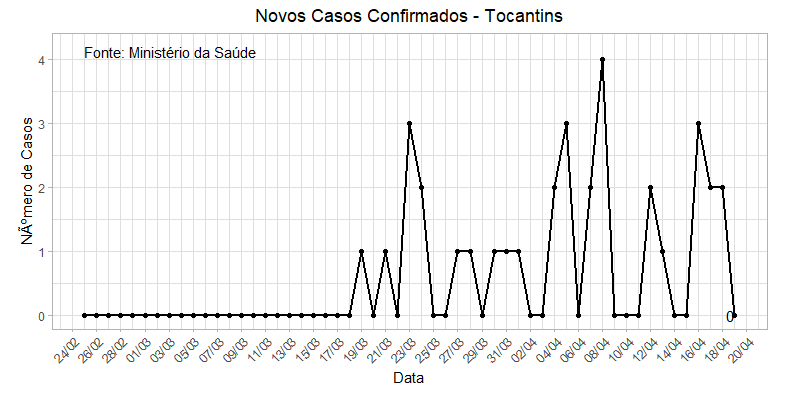 Novos Casos Confirmados - Tocantins
Fonte: Ministério da Saúde
NÃºmero de Casos
4
3
2
1
0
0
24/02 26/02 28/02 01/03 03/03 05/03 07/03 09/03 11/03 13/03 15/03 17/03 19/03 21/03 23/03 25/03 27/03 29/03 31/03 02/04 04/04 06/04 08/04 10/04 12/04 14/04 16/04 18/04 20/04
Data